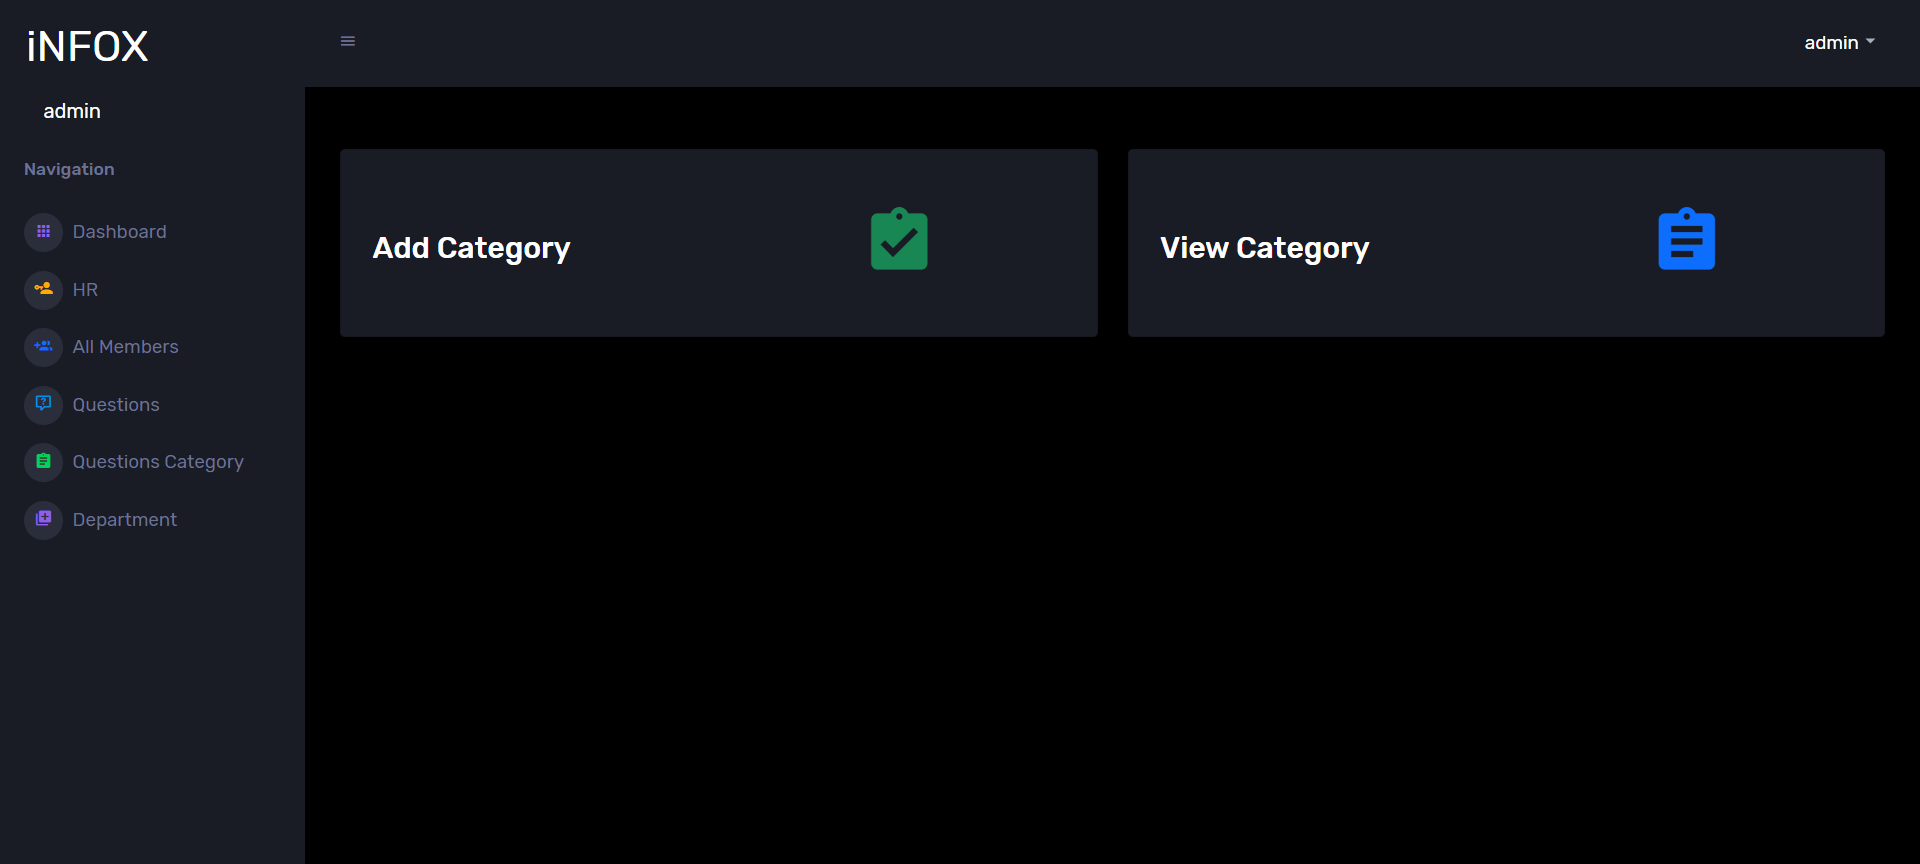 iNFOX
admin
admin
Navigation
Dashboard
HR
All Members
Questions
Questions Category
Department
Add Category
View Category